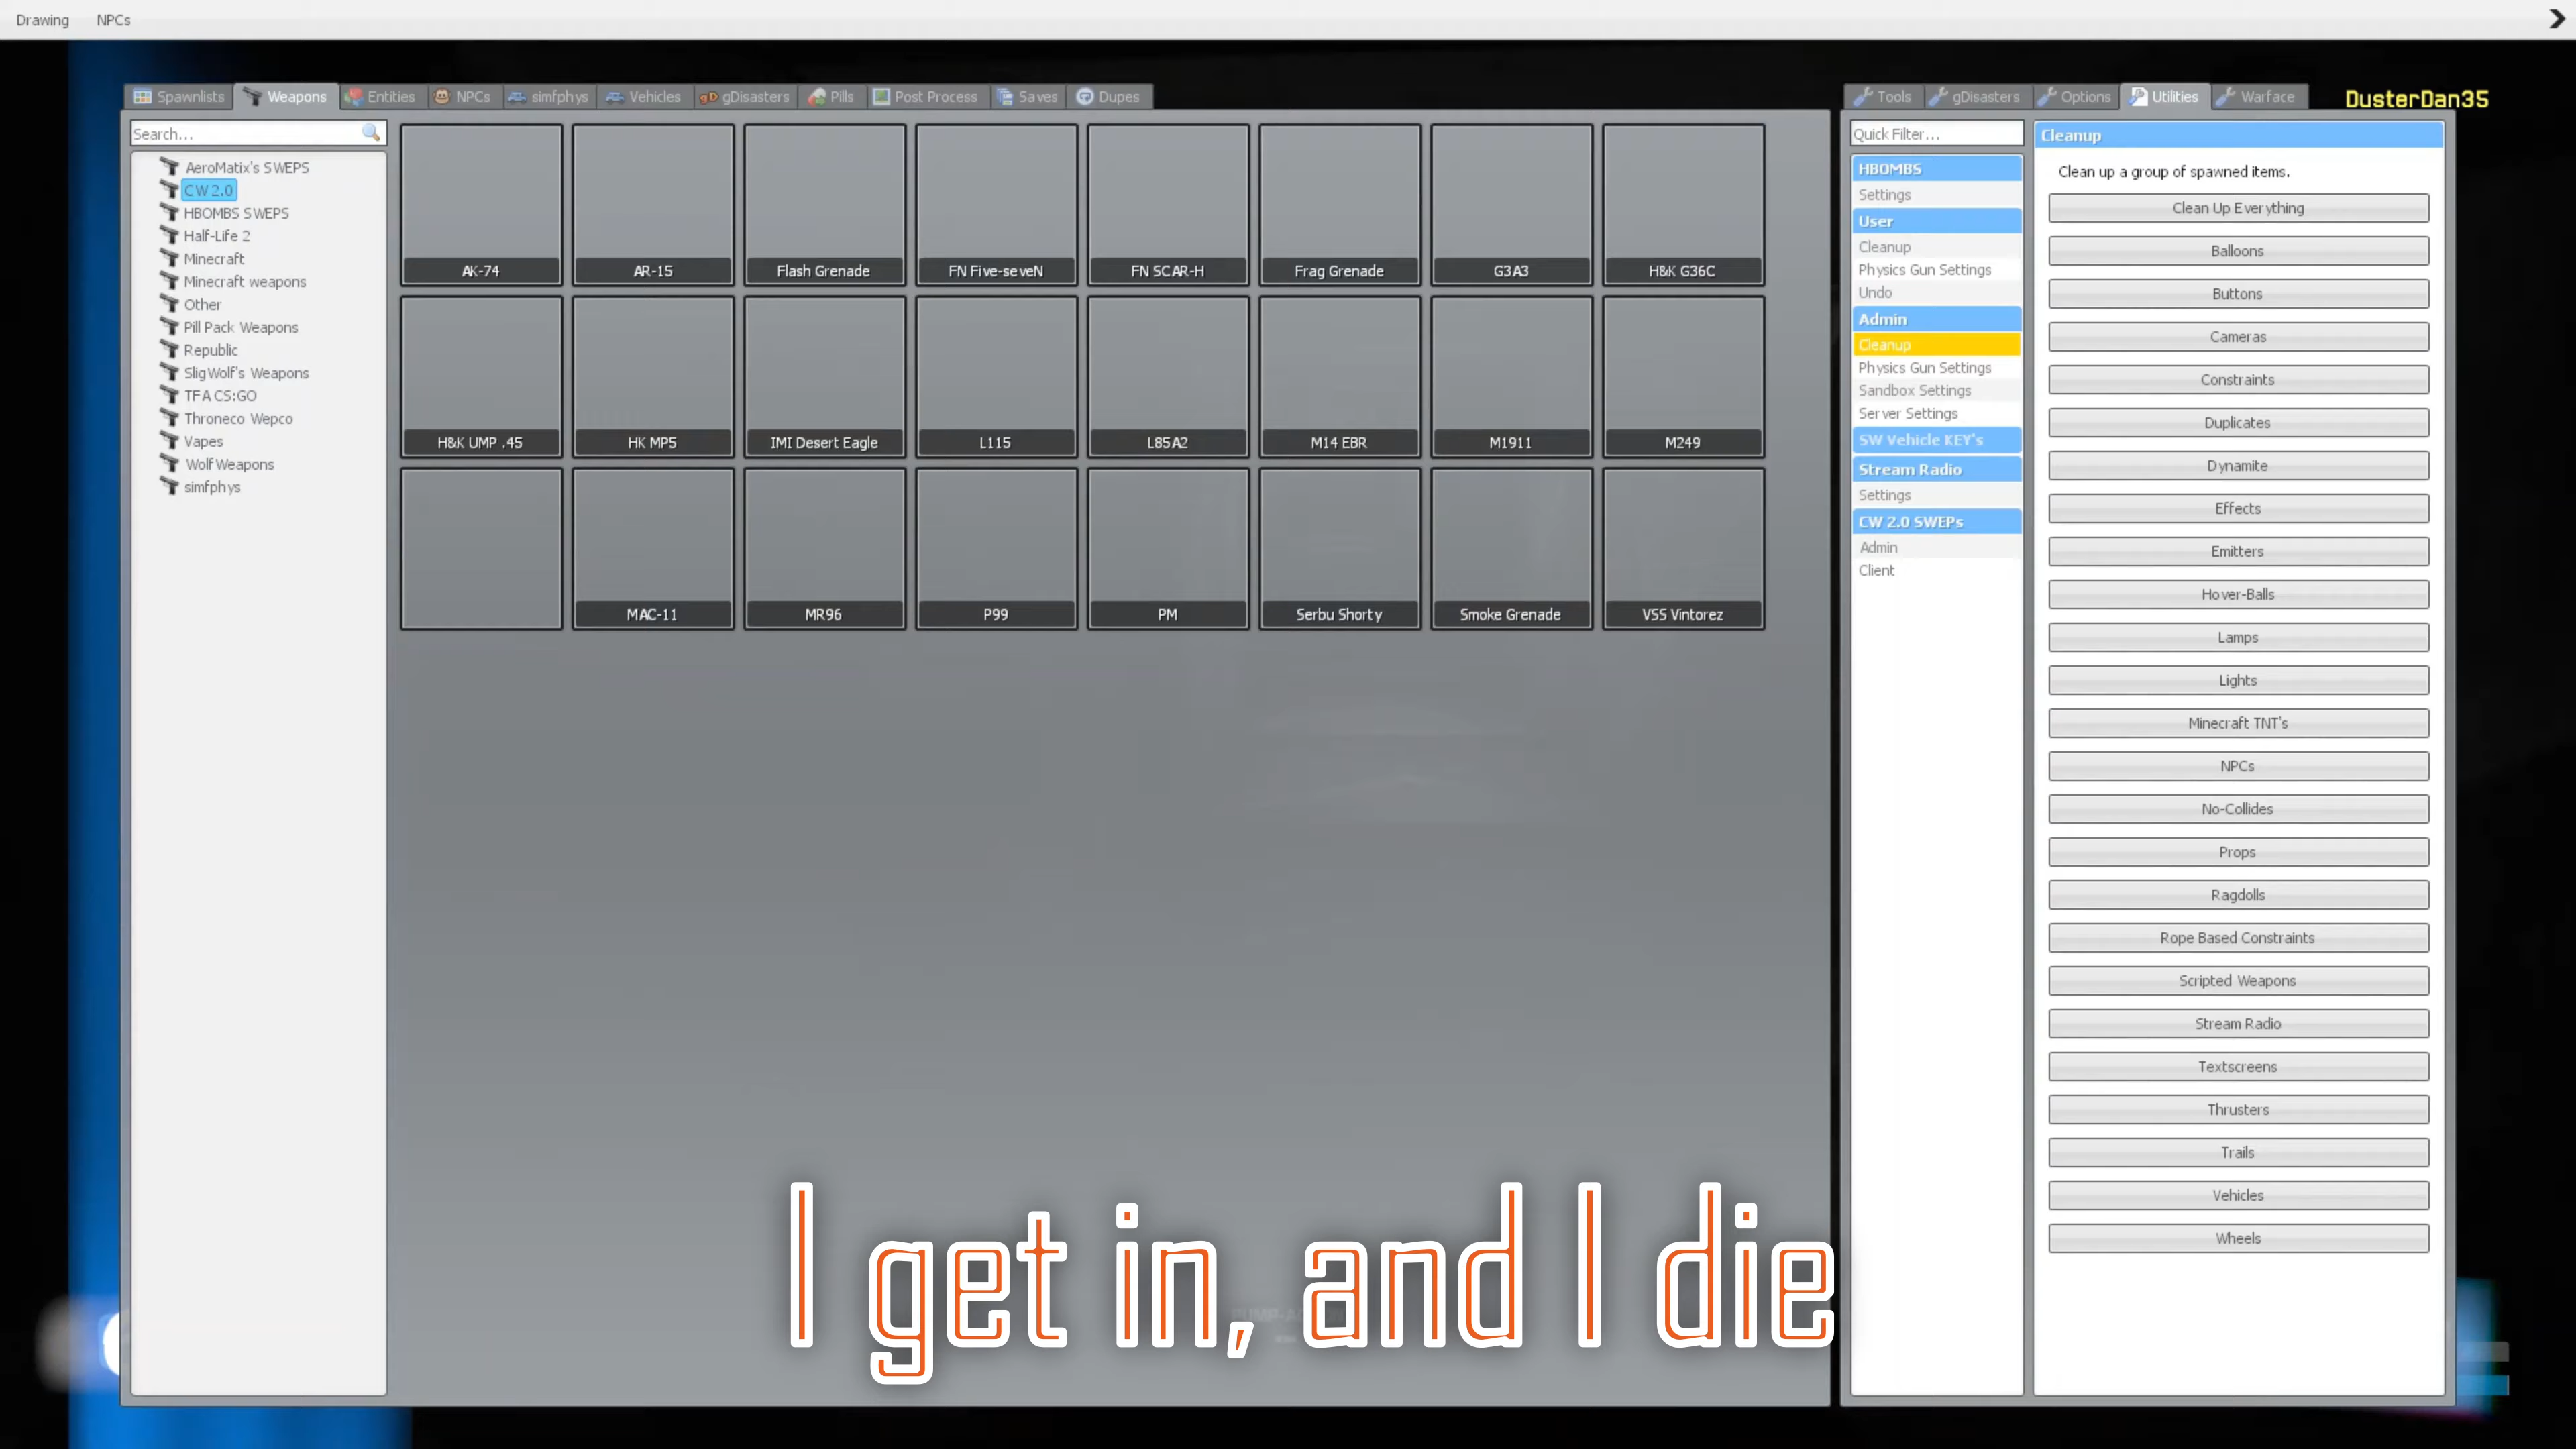 Drawing NPCs
Spawnlists Weapons Entities NPCs simfphys Vehicles gDisasters Pills Post Process Saves Dupes
Search...
AeroMatix's SWEPS
CW 2.0
HBOMBS SWEPS
Half-Life 2
Minecraft
Minecraft weapons
Other
Pill Pack Weapons
Republic
SligWolf's Weapons
TFA CS:GO
Throneco Wepco
Vapes
Wolf Weapons
simfphys
AK-74 AR-15 Flash Grenade FN Five-seveN FN SCAR-H Frag Grenade G3A3 H&K G36C
H&K UMP .45 HK MP5 IMI Desert Eagle L115 L85A2 M14 EBR M1911 M249
MAC-11 MR96 P99 PM Serbu Shorty Smoke Grenade VSS Vintorez
I get in, and I die
Tools gDisasters Options Utilities Warface
DusterDan35
Quick Filter...
HBOMBS
Settings
User
Cleanup
Physics Gun Settings
Undo
Admin
Cleanup
Physics Gun Settings
Sandbox Settings
Server Settings
SW Vehicle KEY's
Stream Radio
Settings
CW 2.0 SWEPs
Admin
Client
Cleanup
Clean up a group of spawned items.
Clean Up Everything
Balloons
Buttons
Cameras
Constraints
Duplicates
Dynamite
Effects
Emitters
Hover-Balls
Lamps
Lights
Minecraft TNT's
NPCs
No-Collides
Props
Ragdolls
Rope Based Constraints
Scripted Weapons
Stream Radio
Textscreens
Thrusters
Trails
Vehicles
Wheels